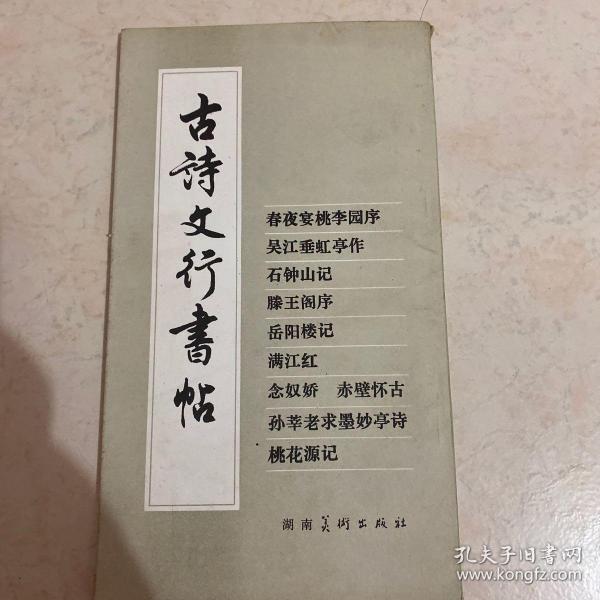 古詩文行書帖
春夜宴桃李园序
吴江垂虹亭作
石钟山记
滕王阁序
岳阳楼记
满江红
念奴娇 赤壁怀古
孙莘老求墨妙亭诗
桃花源记
湖南美術出版社
孔夫子旧书网
www.kongfz.com